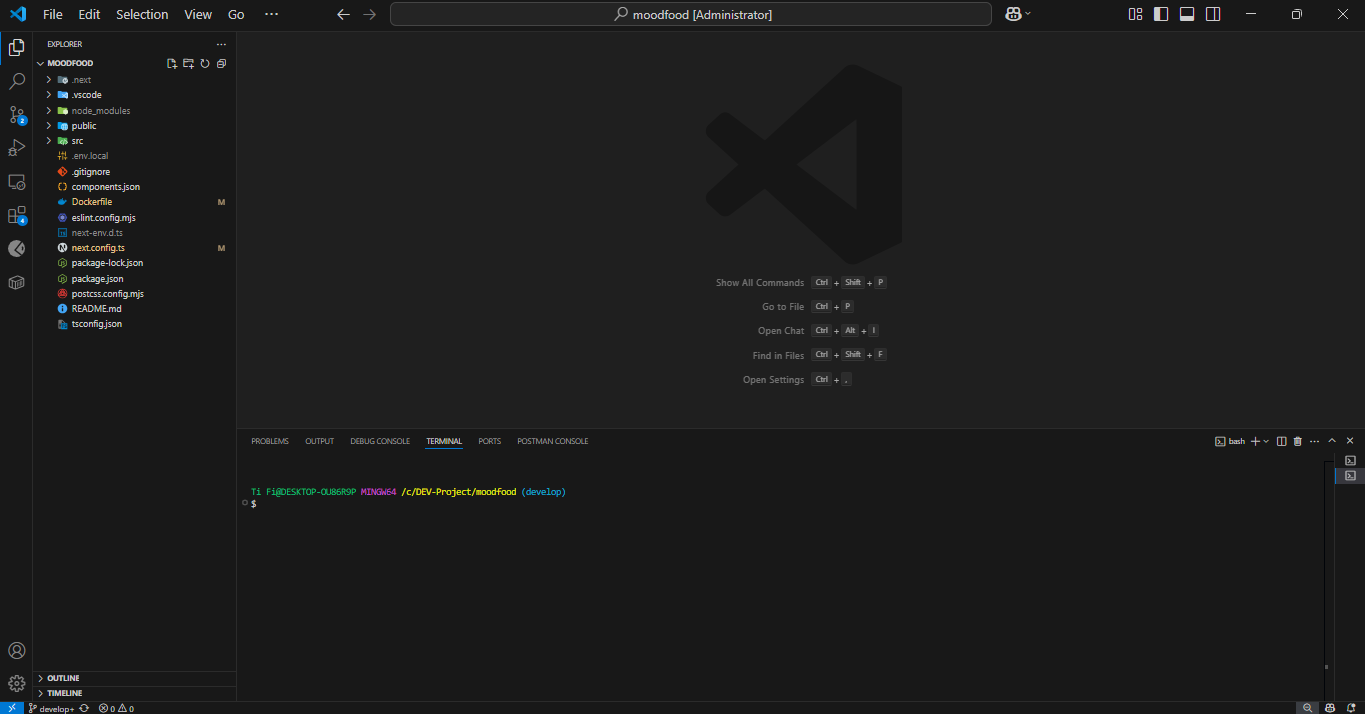 File Edit Selection View Go ···
moodfood [Administrator]
EXPLORER
MOODFOOD
.next
.vscode
node_modules
public
src
.env.local
.gitignore
components.json
Dockerfile M
eslint.config.mjs
next-env.d.ts
next.config.ts M
package-lock.json
package.json
postcss.config.mjs
README.md
tsconfig.json
OUTLINE
TIMELINE
2
4
Show All Commands Ctrl + Shift + P
Go to File Ctrl + P
Open Chat Ctrl + Alt + I
Find in Files Ctrl + Shift + F
Open Settings Ctrl + ,
PROBLEMS OUTPUT DEBUG CONSOLE TERMINAL PORTS POSTMAN CONSOLE
bash
Ti Fi@DESKTOP-OU86R9P MINGW64 /c/DEV-Project/moodfood (develop)
$
develop+ 0 0